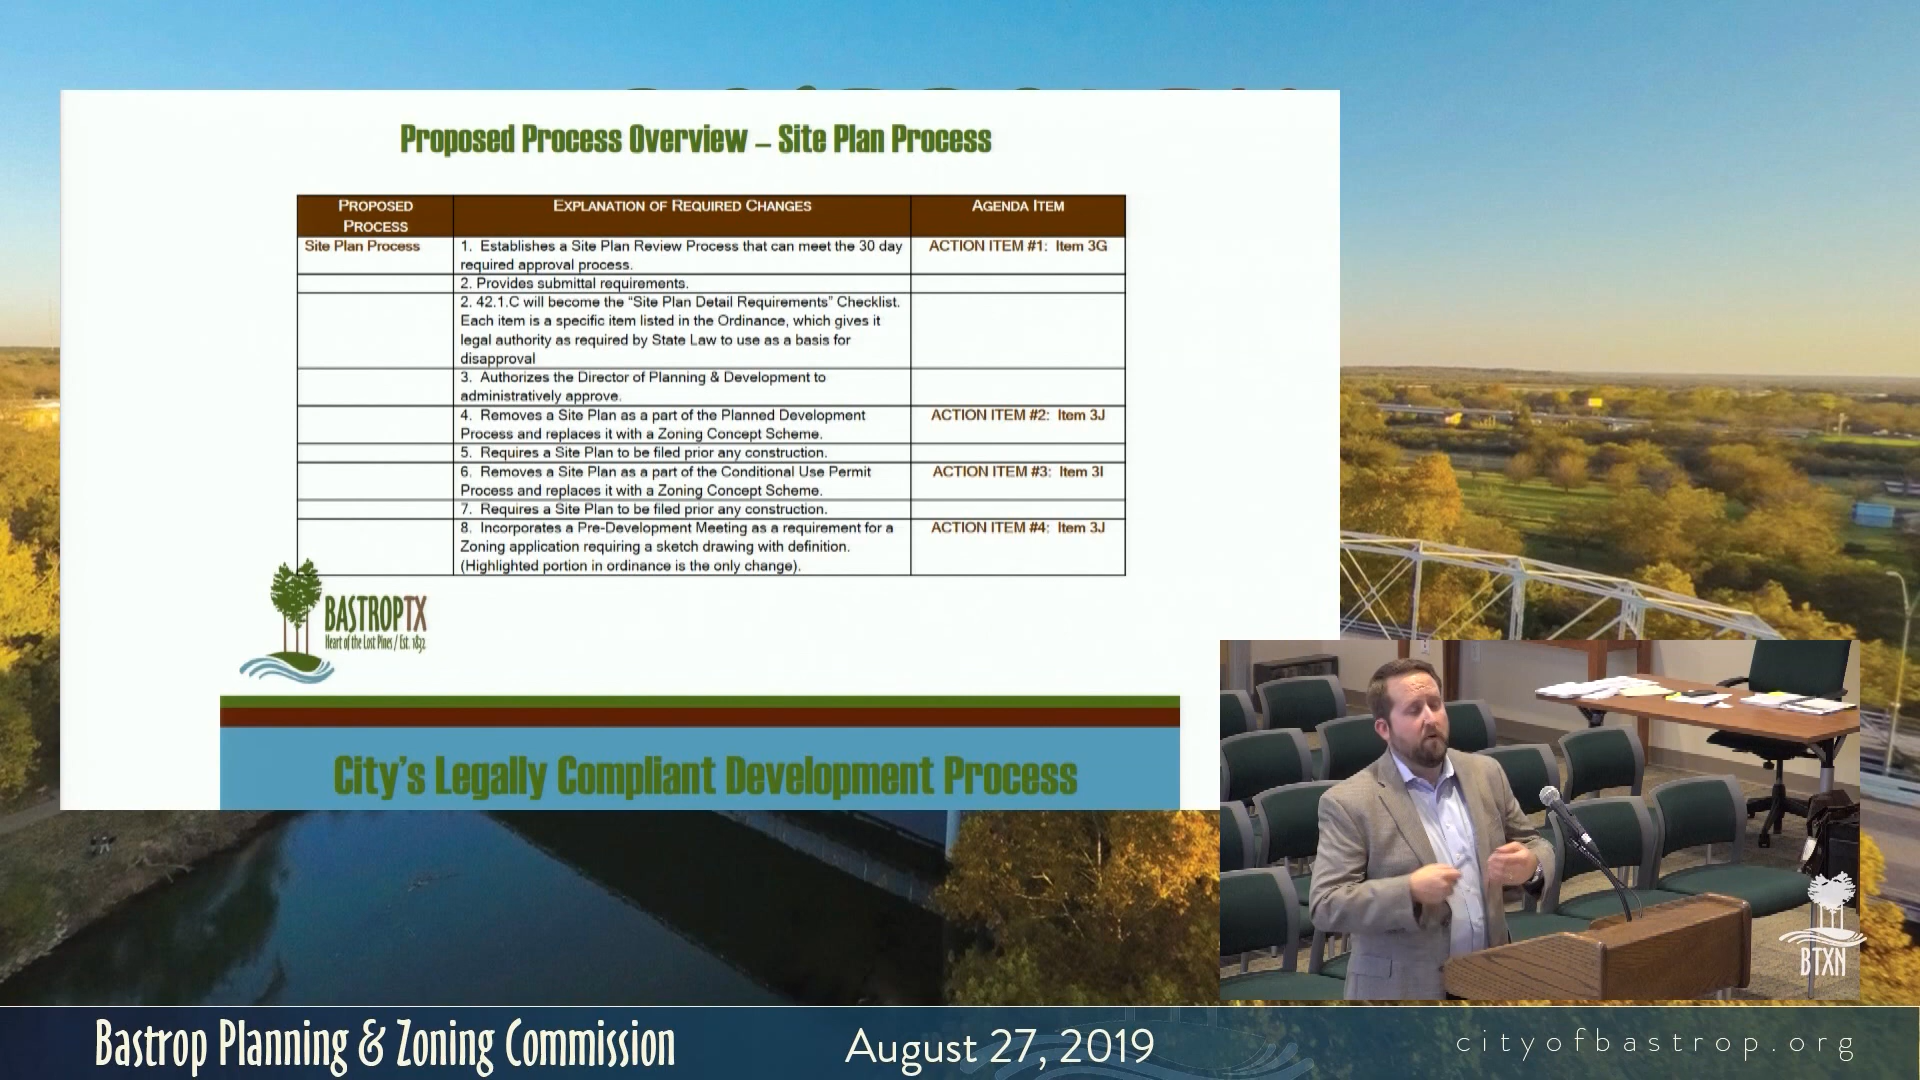 Proposed Process Overview – Site Plan Process
PROPOSED PROCESS
EXPLANATION OF REQUIRED CHANGES
AGENDA ITEM
Site Plan Process
1. Establishes a Site Plan Review Process that can meet the 30 day
required approval process.
ACTION ITEM #1: Item 3G
2. Provides submittal requirements.
2. 42.1.C will become the “Site Plan Detail Requirements” Checklist.
Each item is a specific item listed in the Ordinance, which gives it
legal authority as required by State Law to use as a basis for
disapproval
3. Authorizes the Director of Planning & Development to
administratively approve.
4. Removes a Site Plan as a part of the Planned Development
Process and replaces it with a Zoning Concept Scheme.
ACTION ITEM #2: Item 3J
5. Requires a Site Plan to be filed prior any construction.
6. Removes a Site Plan as a part of the Conditional Use Permit
Process and replaces it with a Zoning Concept Scheme.
ACTION ITEM #3: Item 3I
7. Requires a Site Plan to be filed prior any construction.
8. Incorporates a Pre-Development Meeting as a requirement for a
Zoning application requiring a sketch drawing with definition.
(Highlighted portion in ordinance is the only change).
ACTION ITEM #4: Item 3J
BASTROPTX
Heart of the Lost Pines / Est. 1832
City's Legally Compliant Development Process
BTXN
Bastrop Planning & Zoning Commission
August 27, 2019
cityofbastrop.org